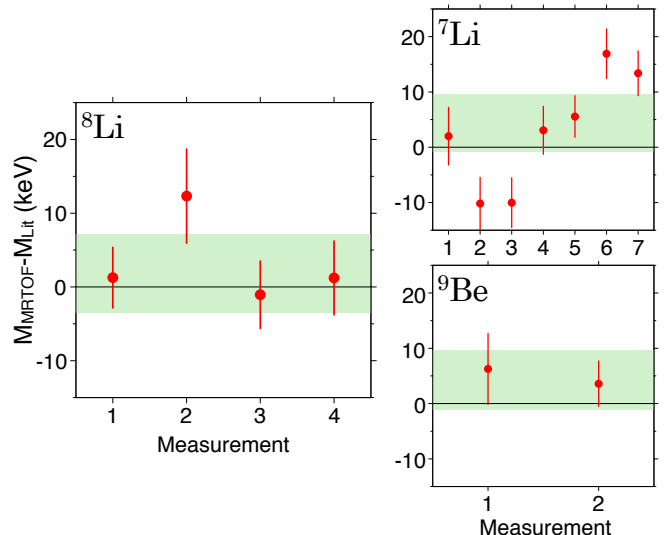 M_MRTOF-M_Lit (keV)
⁸Li
20
10
0
-10
1 2 3 4
Measurement
⁷Li
20
10
0
-10
1 2 3 4 5 6 7
⁹Be
20
10
0
-10
1 2
Measurement